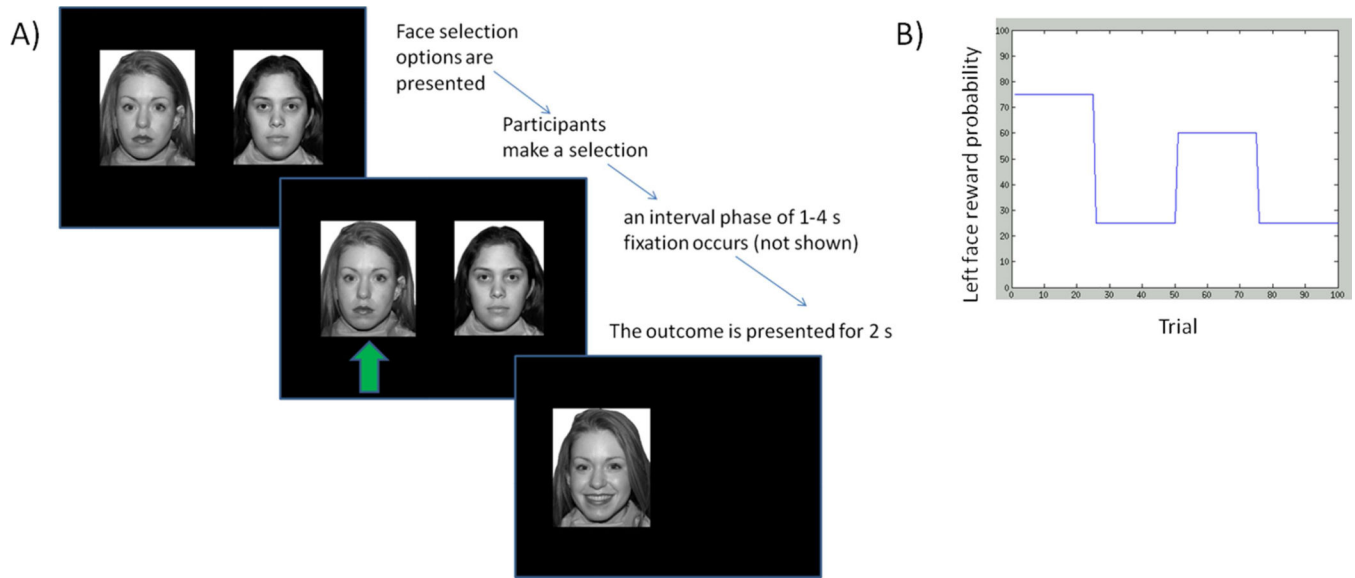 A)
Face selection
options are
presented
Participants
make a selection
an interval phase of 1-4 s
fixation occurs (not shown)
The outcome is presented for 2 s
B)
Left face reward probability
100
90
80
70
60
50
40
30
20
10
0
0 10 20 30 40 50 60 70 80 90 100
Trial